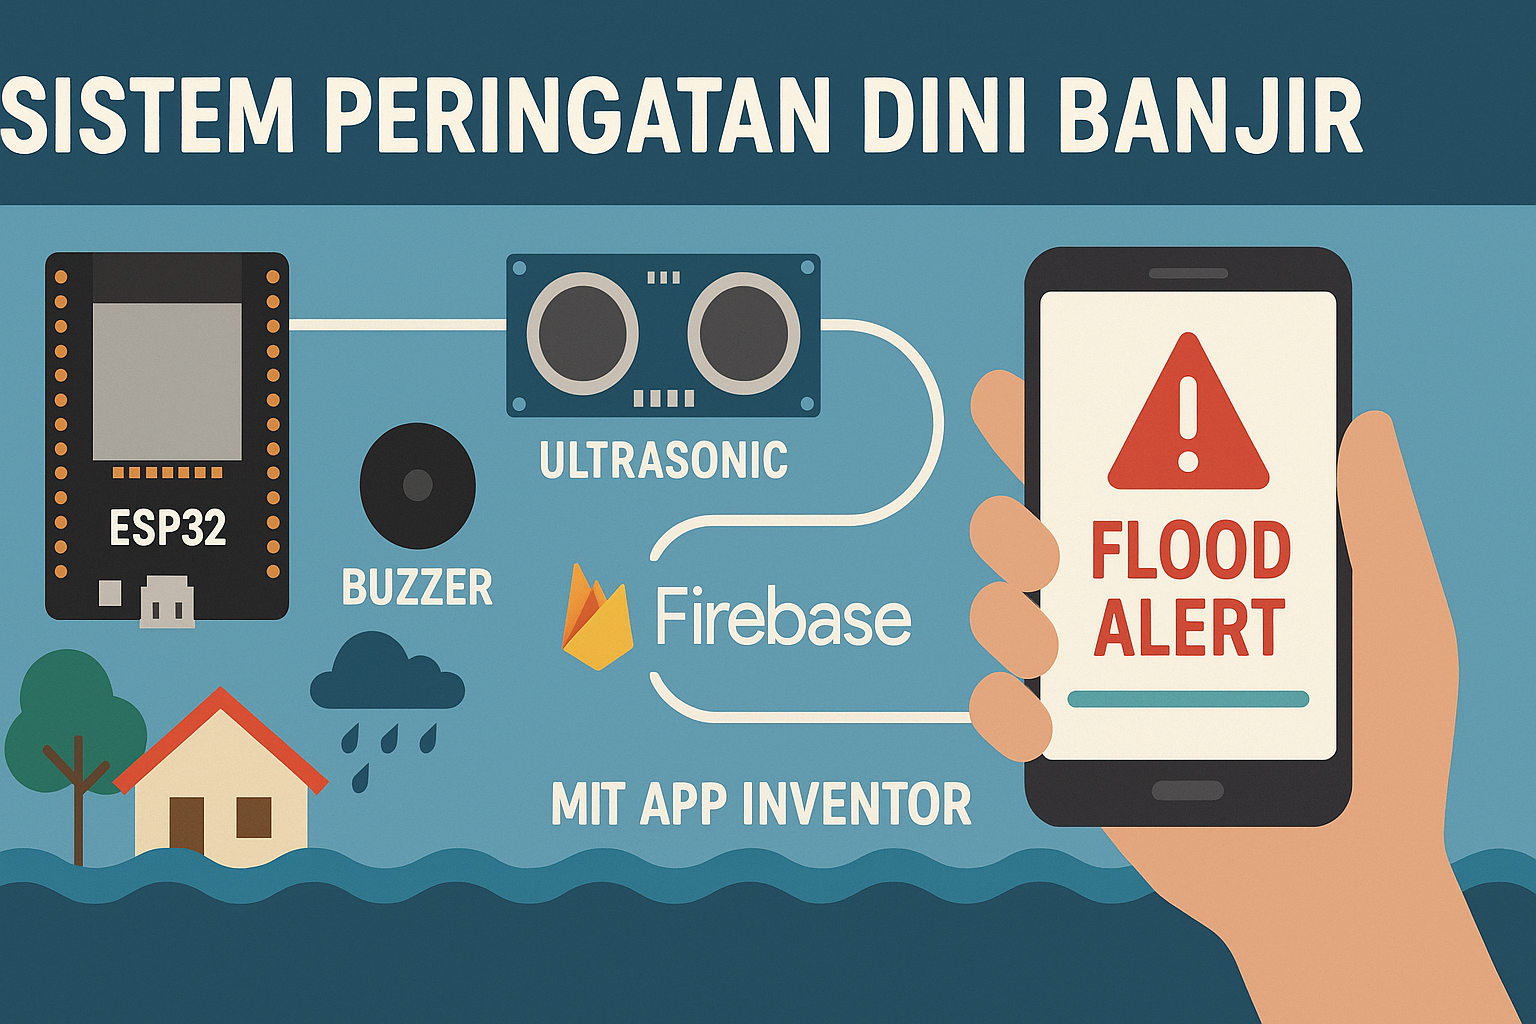 SISTEM PERINGATAN DINI BANJIR
ESP32
BUZZER
ULTRASONIC
Firebase
MIT APP INVENTOR
FLOOD
ALERT